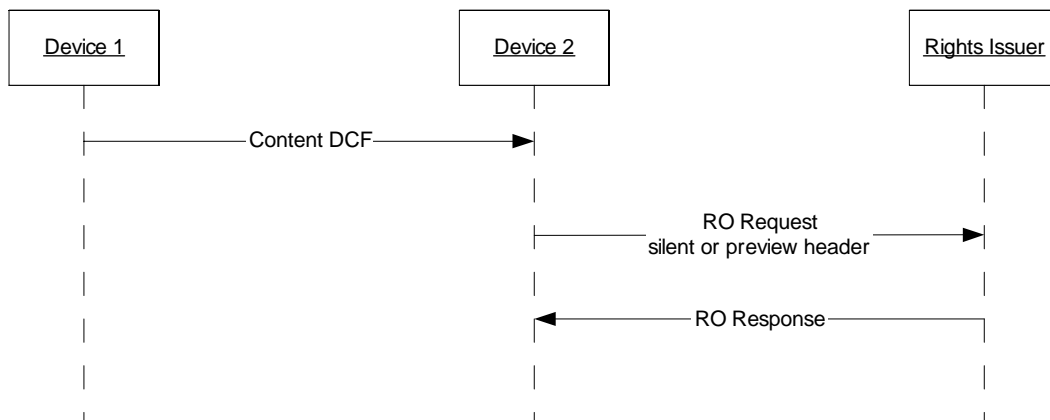 Device 1
Device 2
Rights Issuer
Content DCF
RO Request
silent or preview header
RO Response